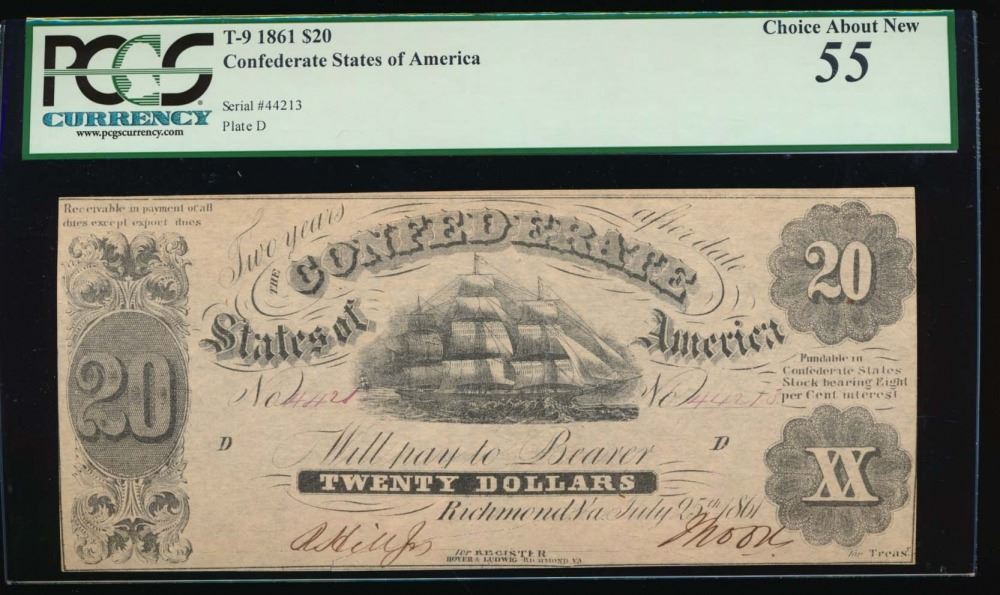 PCGS
CURRENCY
www.pcgscurrency.com
T-9 1861 $20
Confederate States of America
Serial #44213
Plate D
Choice About New
55
Receivable in payment of all
dues except export dues
Two years after date
THE CONFEDERATE
States of America
20
20
Fundable in
Confederate States
Stock bearing Eight
per Cent interest
No
No
D
D
Will pay to Bearer
TWENTY DOLLARS
XX
Richmond Va July 25th 1861
for REGISTER
HOYER & LUDWIG RICHMOND VA
for Treas